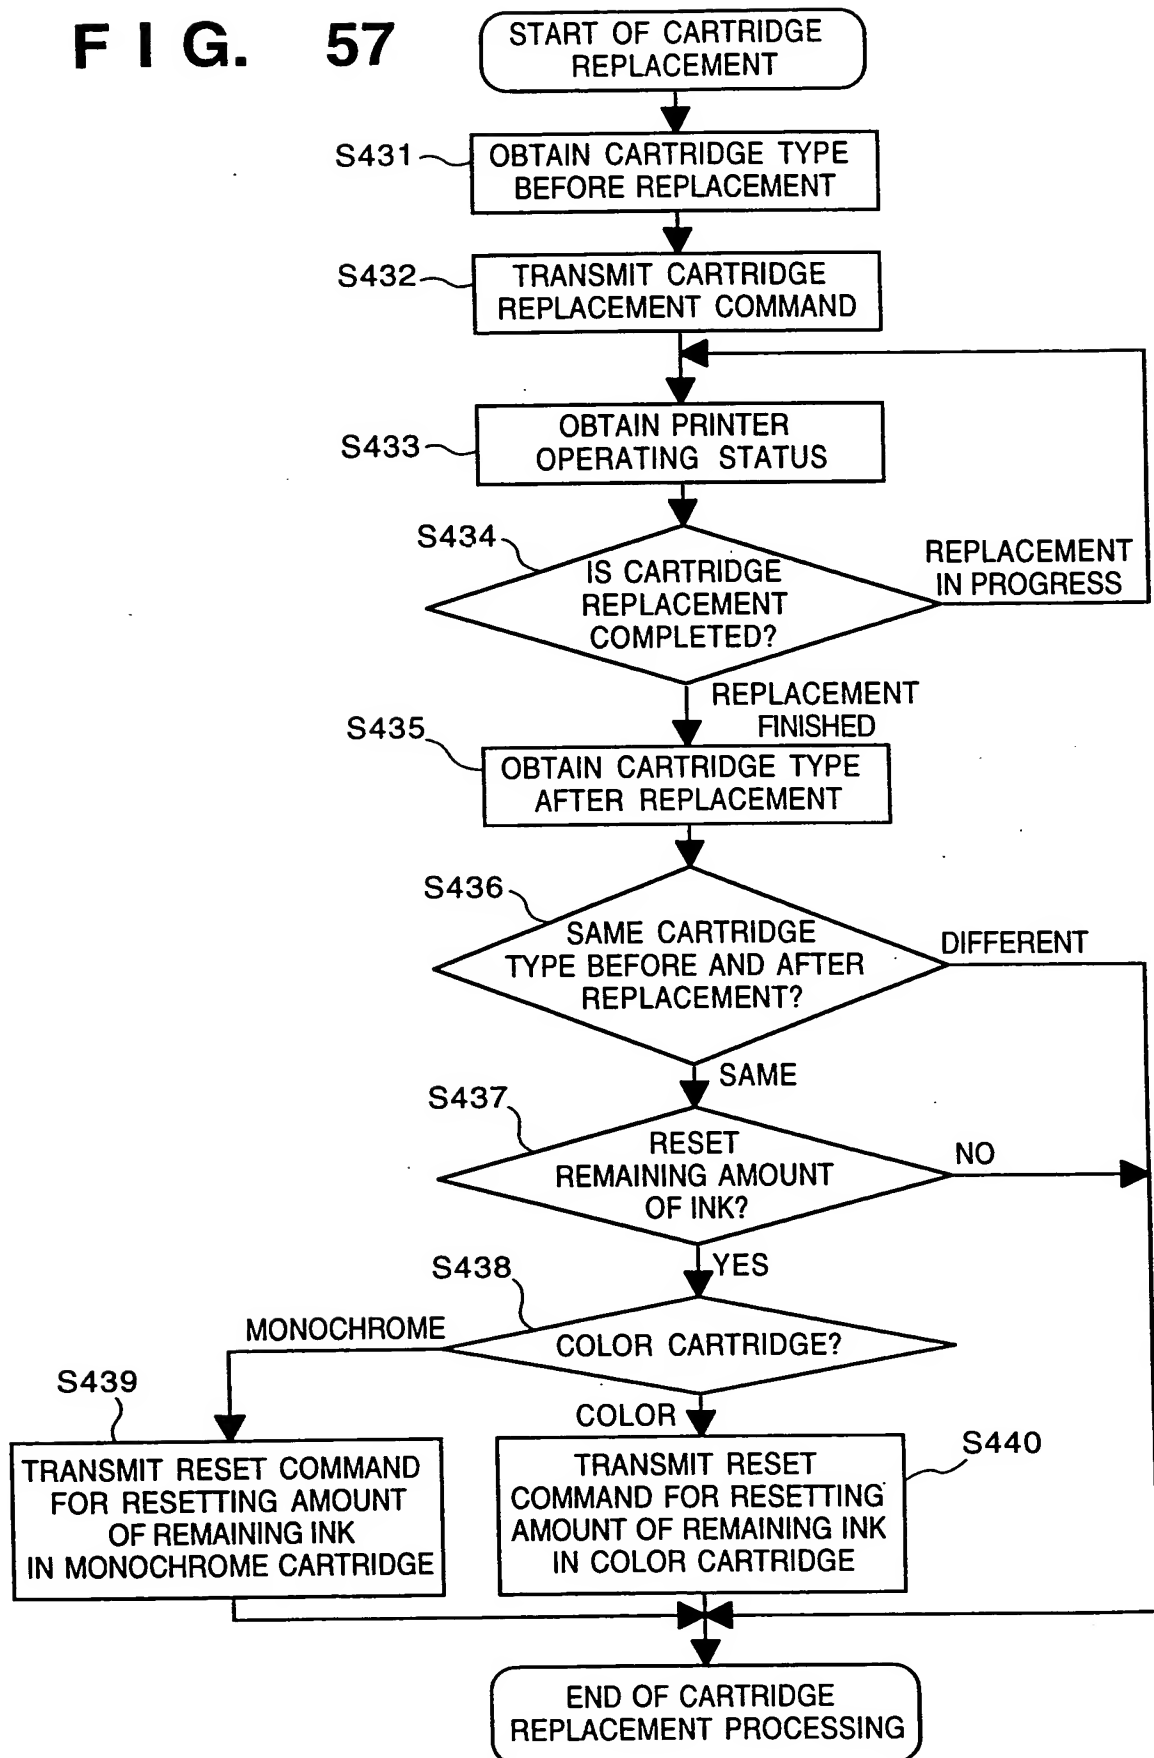 FIG. 57
START OF CARTRIDGE
REPLACEMENT
S431
OBTAIN CARTRIDGE TYPE
BEFORE REPLACEMENT
S432
TRANSMIT CARTRIDGE
REPLACEMENT COMMAND
S433
OBTAIN PRINTER
OPERATING STATUS
S434
IS CARTRIDGE
REPLACEMENT
COMPLETED?
REPLACEMENT
IN PROGRESS
REPLACEMENT
FINISHED
S435
OBTAIN CARTRIDGE TYPE
AFTER REPLACEMENT
S436
SAME CARTRIDGE
TYPE BEFORE AND AFTER
REPLACEMENT?
DIFFERENT
SAME
S437
RESET
REMAINING AMOUNT
OF INK?
NO
YES
S438
COLOR CARTRIDGE?
MONOCHROME
COLOR
S439
TRANSMIT RESET COMMAND
FOR RESETTING AMOUNT
OF REMAINING INK
IN MONOCHROME CARTRIDGE
S440
TRANSMIT RESET
COMMAND FOR RESETTING
AMOUNT OF REMAINING INK
IN COLOR CARTRIDGE
END OF CARTRIDGE
REPLACEMENT PROCESSING